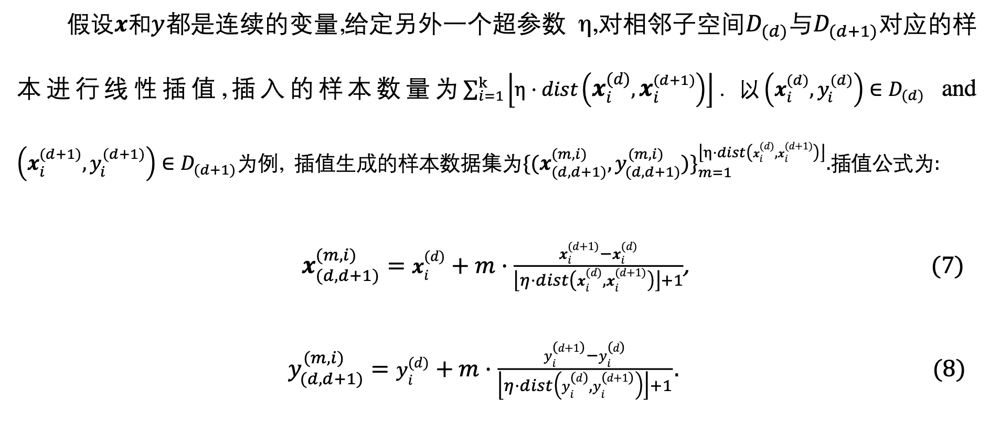 假设𝒙和𝑦都是连续的变量,给定另外一个超参数 η,对相邻子空间$D_{(d)}$与$D_{(d+1)}$对应的样
本进行线性插值,插入的样本数量为$\sum_{i=1}^{\mathrm{k}}\left\lfloor η\cdot dist\left(\boldsymbol{x}_i^{(d)},\boldsymbol{x}_i^{(d+1)}\right)\right\rfloor$. 以$\left(\boldsymbol{x}_i^{(d)},y_i^{(d)}\right)\in D_{(d)}$ and
$\left(\boldsymbol{x}_i^{(d+1)},y_i^{(d+1)}\right)\in D_{(d+1)}$为例, 插值生成的样本数据集为$\{(\boldsymbol{x}_{(d,d+1)}^{(m,i)},y_{(d,d+1)}^{(m,i)})\}_{m=1}^{\left\lfloor η\cdot dist\left(\boldsymbol{x}_i^{(d)},\boldsymbol{x}_i^{(d+1)}\right)\right\rfloor}$.插值公式为:
$\boldsymbol{x}_{(d,d+1)}^{(m,i)}=\boldsymbol{x}_i^{(d)}+m\cdot\frac{\boldsymbol{x}_i^{(d+1)}-\boldsymbol{x}_i^{(d)}}{\left\lfloor \eta\cdot dist\left(\boldsymbol{x}_i^{(d)},\boldsymbol{x}_i^{(d+1)}\right)\right\rfloor+1},$ (7)
$y_{(d,d+1)}^{(m,i)}=y_i^{(d)}+m\cdot\frac{y_i^{(d+1)}-y_i^{(d)}}{\left\lfloor \eta\cdot dist\left(y_i^{(d)},y_i^{(d+1)}\right)\right\rfloor+1}.$ (8)